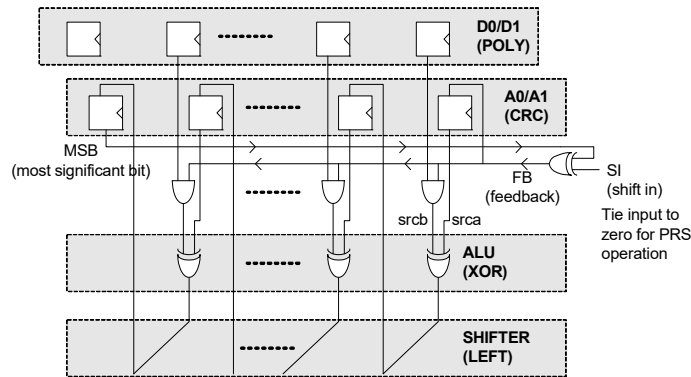 D0/D1
(POLY)
A0/A1
(CRC)
MSB
(most significant bit)
FB
(feedback)
SI
(shift in)
Tie input to
zero for PRS
operation
srcb
srca
ALU
(XOR)
SHIFTER
(LEFT)